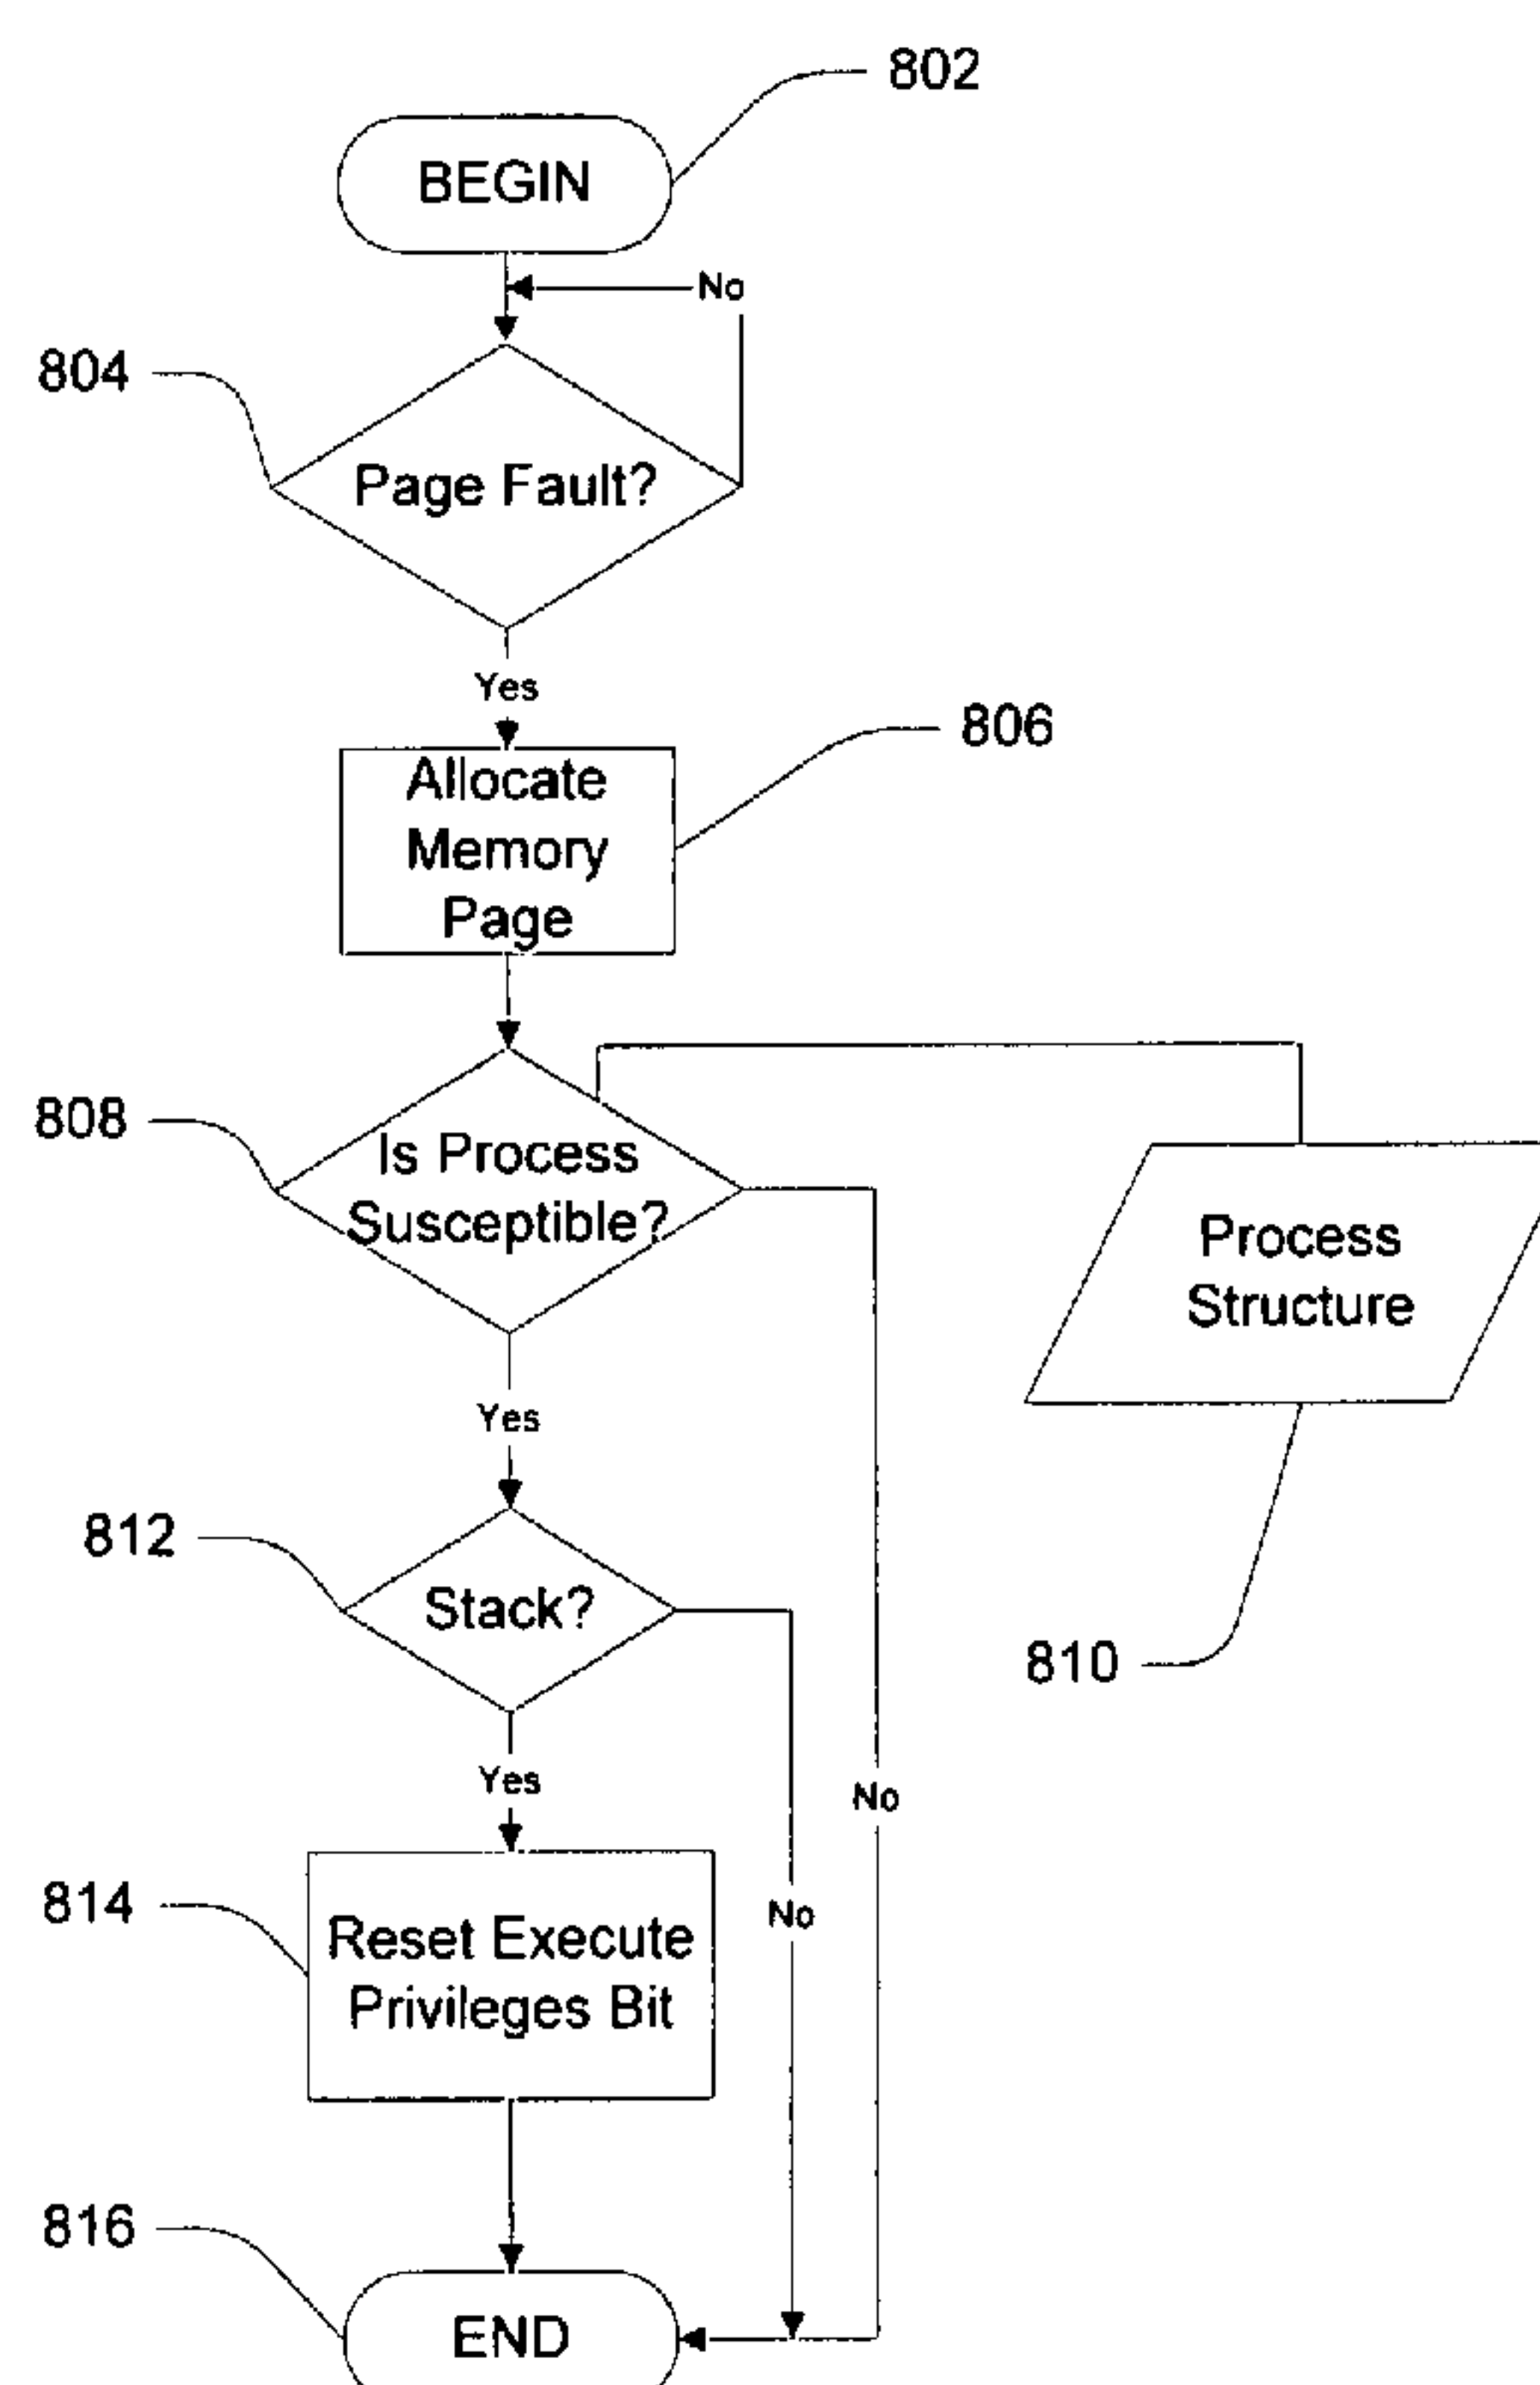 802
BEGIN
No
804
Page Fault?
Yes
806
Allocate
Memory
Page
808
Is Process
Susceptible?
Process
Structure
Yes
812
Stack?
810
Yes
No
814
No
Reset Execute
Privileges Bit
816
END